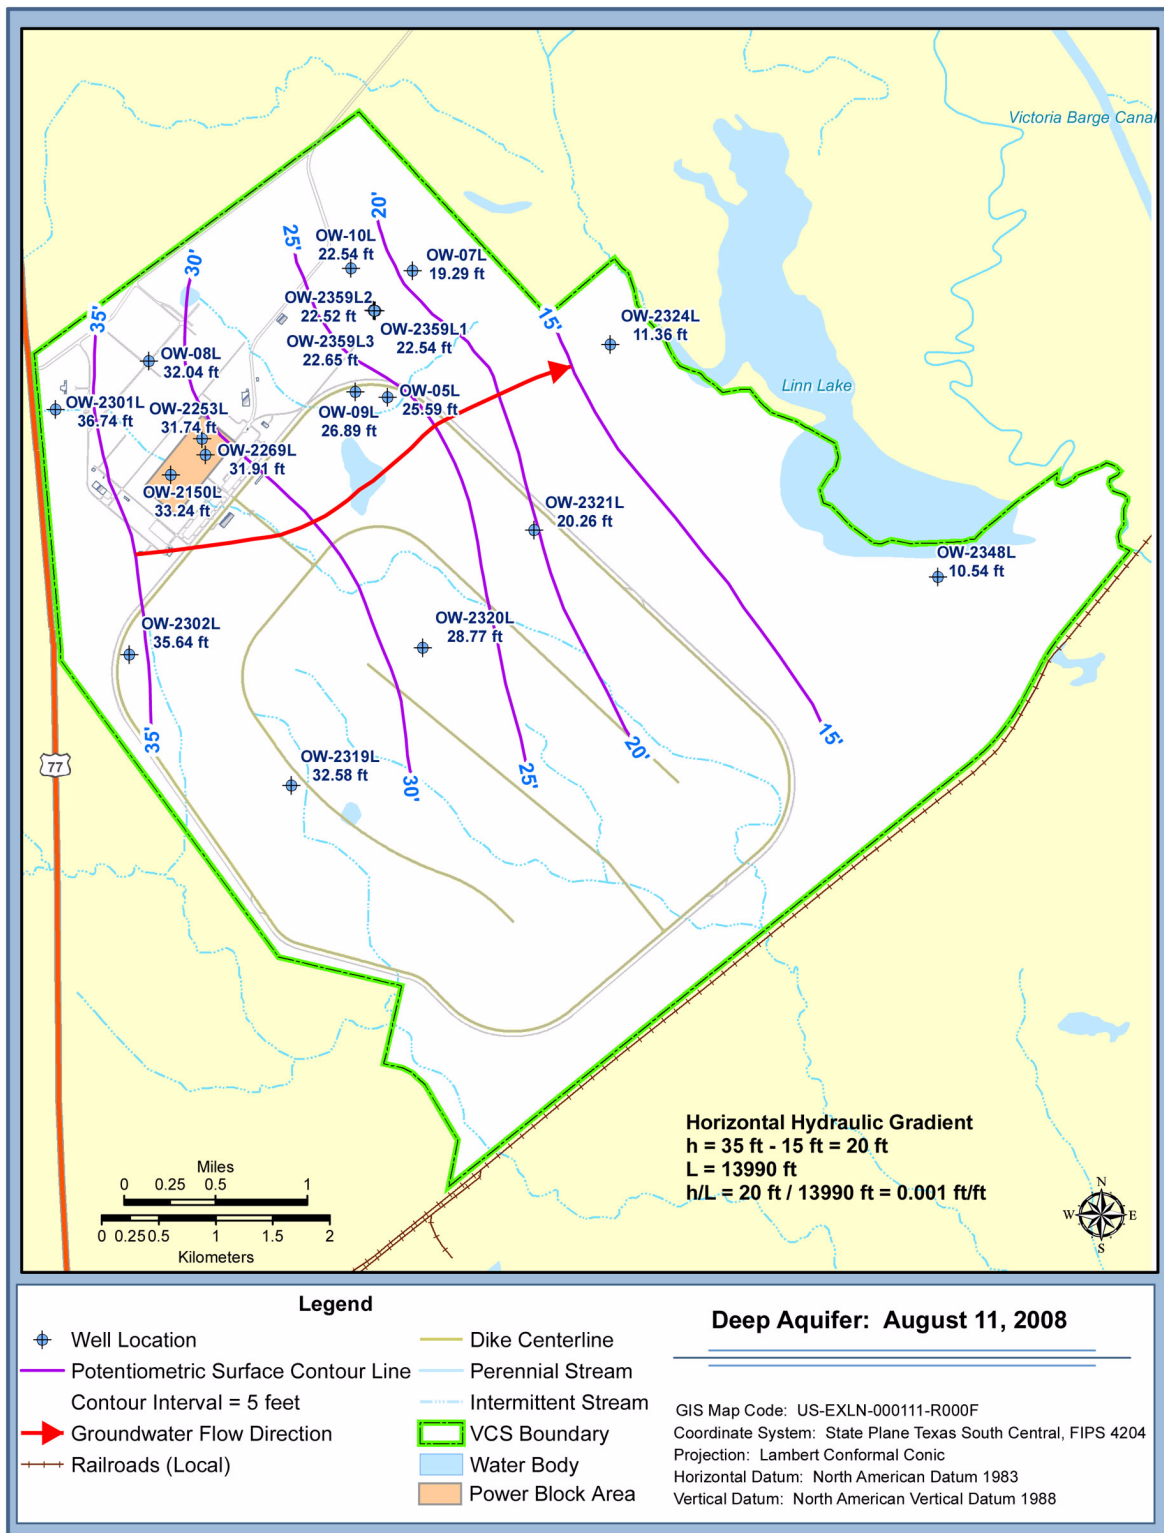 Victoria Barge Canal
20'
25'
OW-10L
22.54 ft
OW-07L
19.29 ft
30'
OW-2359L2
22.52 ft
35'
15'
OW-2324L
11.36 ft
OW-2359L1
22.54 ft
OW-2359L3
22.65 ft
OW-08L
32.04 ft
Linn Lake
OW-2301L
36.74 ft
OW-2253L
31.74 ft
OW-05L
25.59 ft
OW-09L
26.89 ft
OW-2269L
31.91 ft
OW-2150L
33.24 ft
OW-2321L
20.26 ft
OW-2348L
10.54 ft
OW-2302L
35.64 ft
OW-2320L
28.77 ft
35'
15'
20'
77
OW-2319L
32.58 ft
30'
25'
Horizontal Hydraulic Gradient
h = 35 ft - 15 ft = 20 ft
L = 13990 ft
h/L = 20 ft / 13990 ft = 0.001 ft/ft
Miles
0 0.25 0.5 1
0 0.25 0.5 1 1.5 2
Kilometers
N
W E
S
Legend
Well Location
Potentiometric Surface Contour Line
Contour Interval = 5 feet
Groundwater Flow Direction
Railroads (Local)
Dike Centerline
Perennial Stream
Intermittent Stream
VCS Boundary
Water Body
Power Block Area
Deep Aquifer: August 11, 2008
GIS Map Code: US-EXLN-000111-R000F
Coordinate System: State Plane Texas South Central, FIPS 4204
Projection: Lambert Conformal Conic
Horizontal Datum: North American Datum 1983
Vertical Datum: North American Vertical Datum 1988